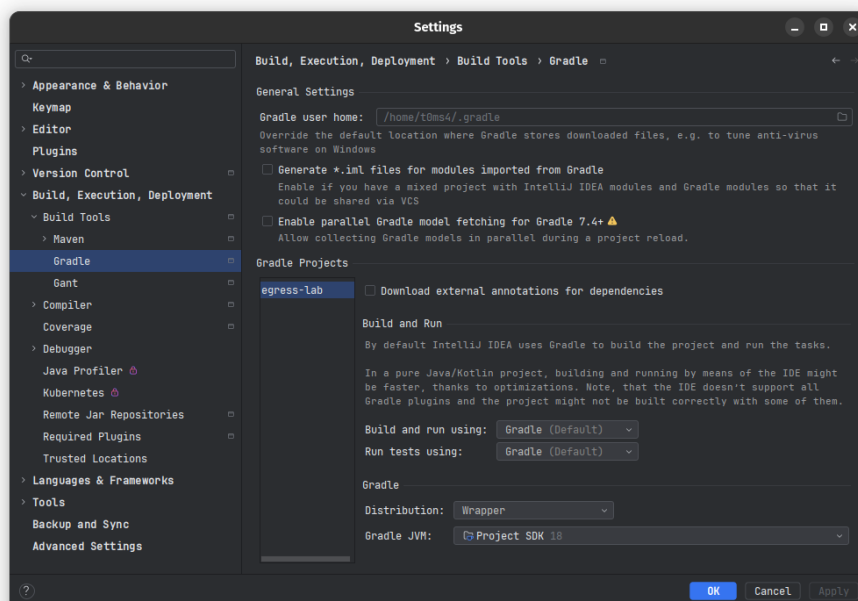 Settings
Appearance & Behavior
Keymap
Editor
Plugins
Version Control
Build, Execution, Deployment
Build Tools
Maven
Gradle
Gant
Compiler
Coverage
Debugger
Java Profiler
Kubernetes
Remote Jar Repositories
Required Plugins
Trusted Locations
Languages & Frameworks
Tools
Backup and Sync
Advanced Settings
Build, Execution, Deployment › Build Tools › Gradle
General Settings
Gradle user home: /home/t0ms4/.gradle
Override the default location where Gradle stores downloaded files, e.g. to tune anti-virus
software on Windows
Generate *.iml files for modules imported from Gradle
Enable if you have a mixed project with IntelliJ IDEA modules and Gradle modules so that it
could be shared via VCS
Enable parallel Gradle model fetching for Gradle 7.4+
Allow collecting Gradle models in parallel during a project reload.
Gradle Projects
egress-lab
Download external annotations for dependencies
Build and Run
By default IntelliJ IDEA uses Gradle to build the project and run the tasks.
In a pure Java/Kotlin project, building and running by means of the IDE might
be faster, thanks to optimizations. Note, that the IDE doesn't support all
Gradle plugins and the project might not be built correctly with some of them.
Build and run using: Gradle (Default)
Run tests using: Gradle (Default)
Gradle
Distribution: Wrapper
Gradle JVM: Project SDK 18
? OK Cancel Apply